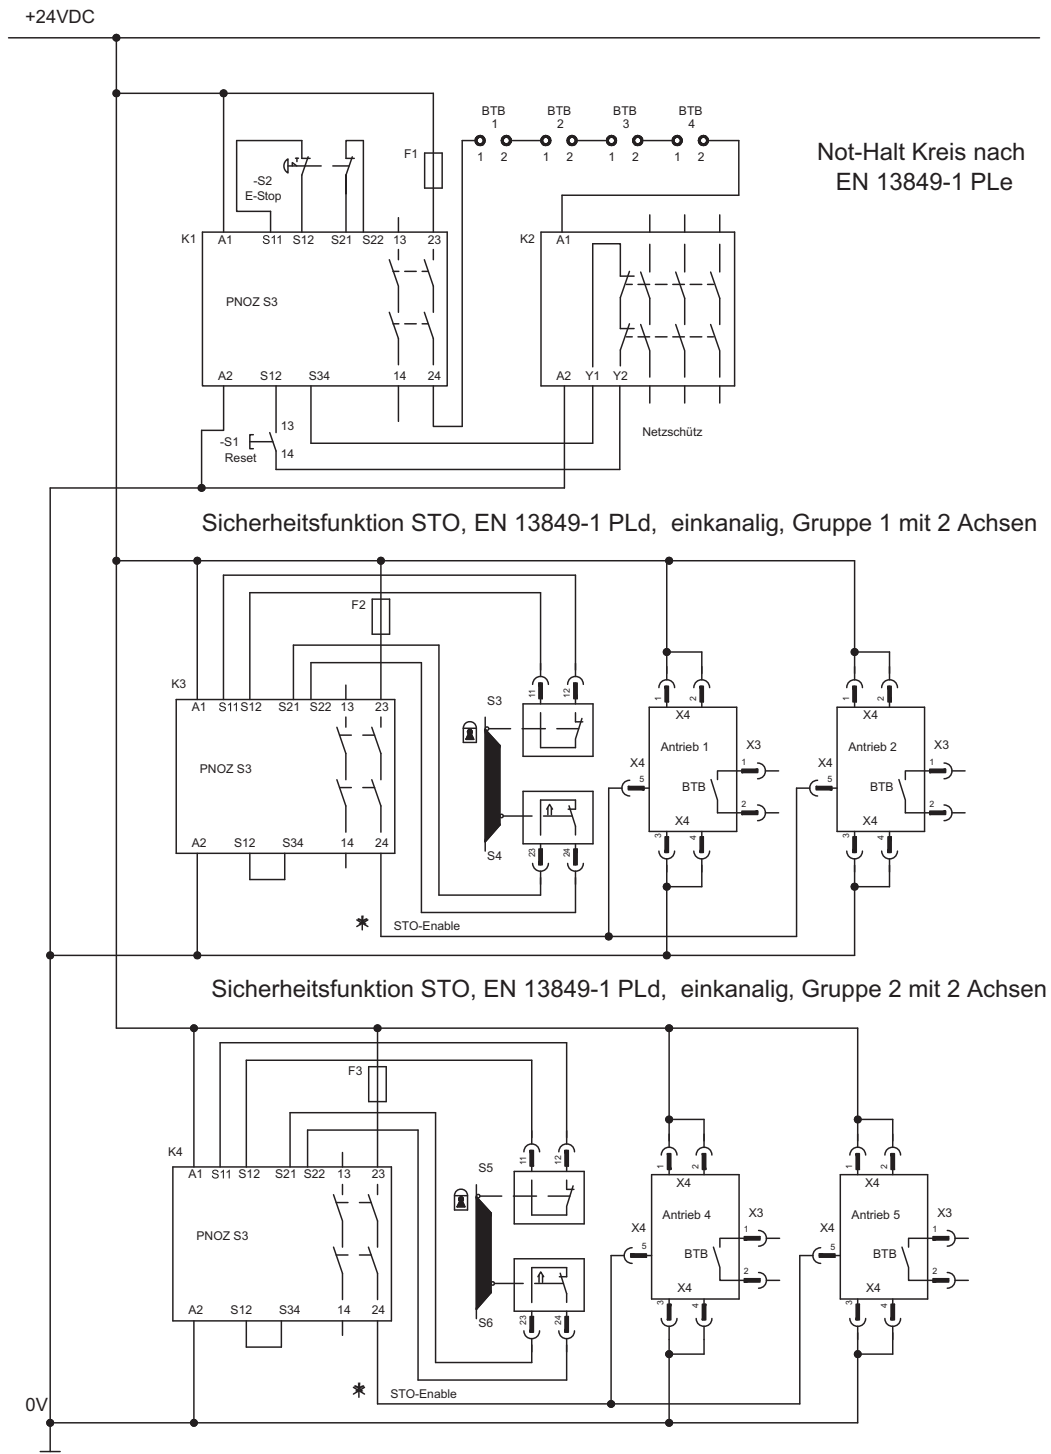 +24VDC
BTB 1
BTB 2
BTB 3
BTB 4
1 2 1 2 1 2 1 2
Not-Halt Kreis nach
EN 13849-1 PLe
F1
-S2
E-Stop
K1
A1 S11 S12 S21 S22 13 23
K2
A1
PNOZ S3
A2 S12 S34 14 24
A2 Y1 Y2
13
-S1
14
Reset
Netzschütz
Sicherheitsfunktion STO, EN 13849-1 PLd, einkanalig, Gruppe 1 mit 2 Achsen
F2
11 12
1 2
1 2
K3
S3
A1 S11 S12 S21 S22 13 23
X4
X4
Antrieb 1
X3
Antrieb 2
X3
PNOZ S3
X4
5
BTB
1
2
X4
5
BTB
1
2
X4
X4
A2 S12 S34 14 24
S4
23 24
3 4
3 4
* STO-Enable
Sicherheitsfunktion STO, EN 13849-1 PLd, einkanalig, Gruppe 2 mit 2 Achsen
F3
11 12
1 2
1 2
K4
S5
A1 S11 S12 S21 S22 13 23
X4
X4
Antrieb 4
X3
Antrieb 5
X3
PNOZ S3
X4
5
BTB
1
2
X4
5
BTB
1
2
X4
X4
A2 S12 S34 14 24
S6
23 24
3 4
3 4
* STO-Enable
0V